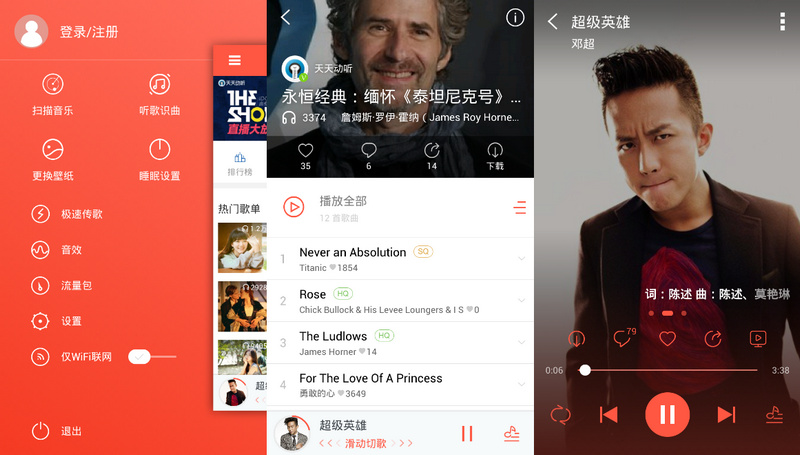 登录/注册
扫描音乐
听歌识曲
更换壁纸
睡眠设置
极速传歌
音效
流量包
设置
仅WiFi联网
退出
天天动听
THE
SHOW
直播大放
排行榜
热门歌单
1.2万
2928
9405
超级
天天动听
永恒经典：缅怀《泰坦尼克号》...
3374 詹姆斯·罗伊·霍纳 ( James Roy Horne...
35
6
14
下载
播放全部
12 首歌曲
1
Never an Absolution SQ
Titanic 1854
2
Rose HQ
Chick Bullock & His Levee Loungers & I S 0
3
The Ludlows HQ
James Horner 14
4
For The Love Of A Princess
勇敢的心 3649
超级英雄
滑动切歌
超级英雄
邓超
词：陈述 曲：陈述、莫艳琳
79
0:06
3:38